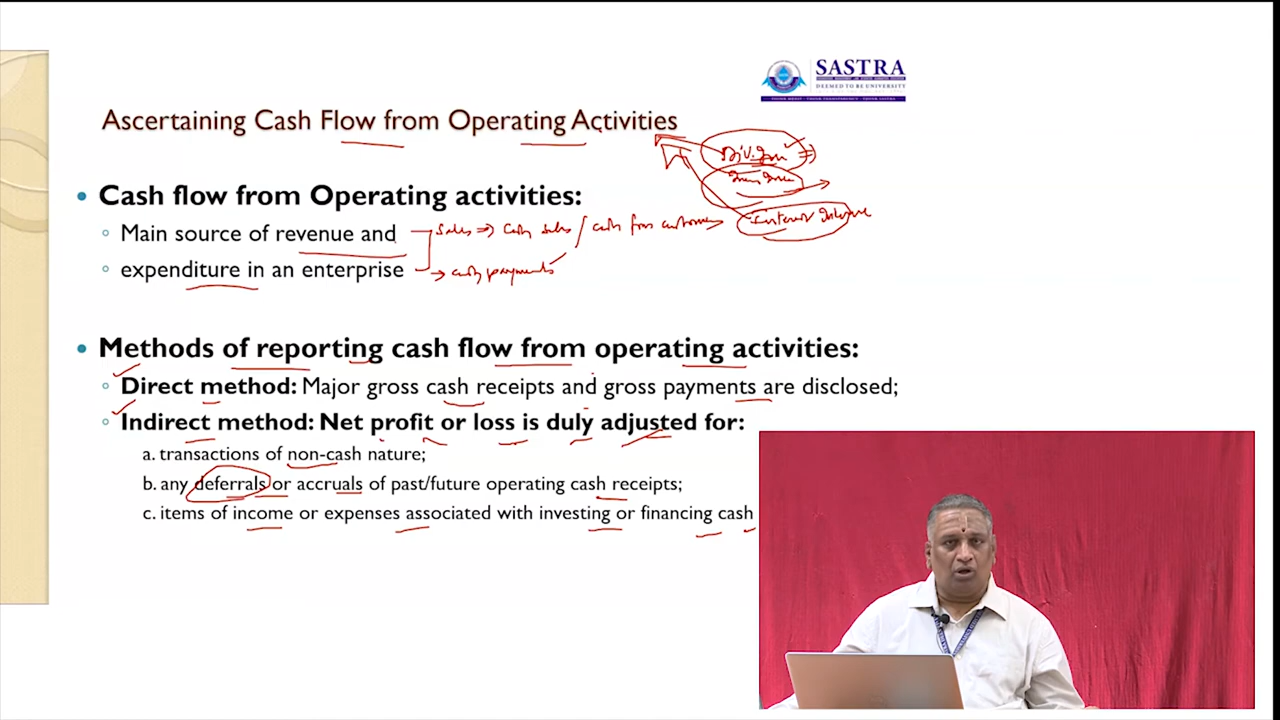 SASTRA
DEEMED TO BE UNIVERSITY
Ascertaining Cash Flow from Operating Activities
• Cash flow from Operating activities:
Main source of revenue and
sales ⇒ cash sales / cash from customers
expenditure in an enterprise
→ cash payments
• Methods of reporting cash flow from operating activities:
Direct method: Major gross cash receipts and gross payments are disclosed;
Indirect method: Net profit or loss is duly adjusted for:
a. transactions of non-cash nature;
b. any deferrals or accruals of past/future operating cash receipts;
c. items of income or expenses associated with investing or financing cash